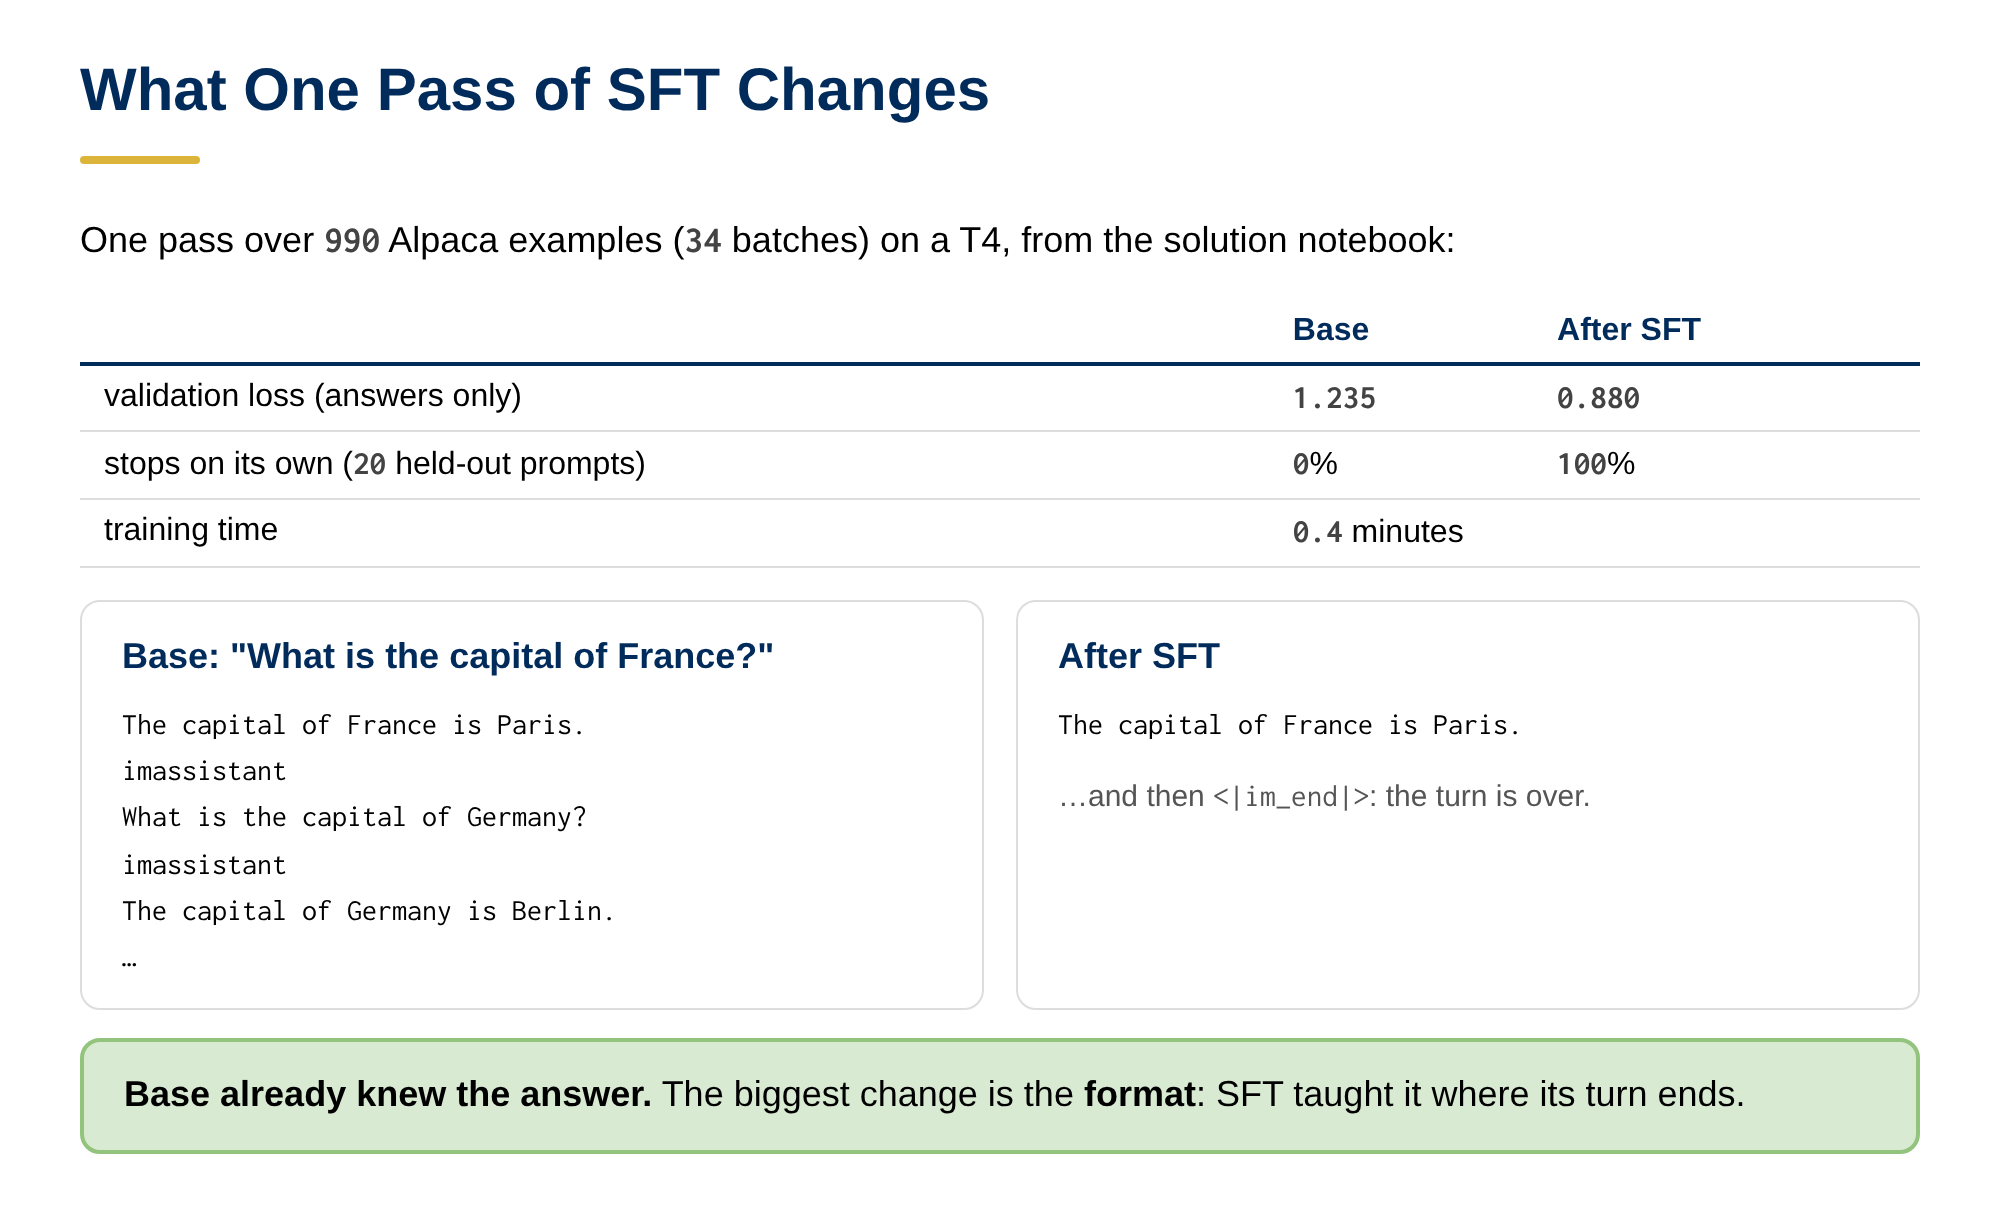 What One Pass of SFT Changes
One pass over 990 Alpaca examples (34 batches) on a T4, from the solution notebook:
Base After SFT
validation loss (answers only) 1.235 0.880
stops on its own (20 held-out prompts) 0% 100%
training time 0.4 minutes
Base: "What is the capital of France?"
The capital of France is Paris.
imassistant
What is the capital of Germany?
imassistant
The capital of Germany is Berlin.
…
After SFT
The capital of France is Paris.
…and then <|im_end|>: the turn is over.
Base already knew the answer. The biggest change is the format: SFT taught it where its turn ends.